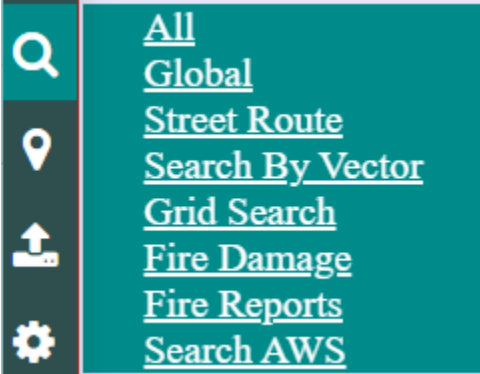 All
Global
Street Route
Search By Vector
Grid Search
Fire Damage
Fire Reports
Search AWS